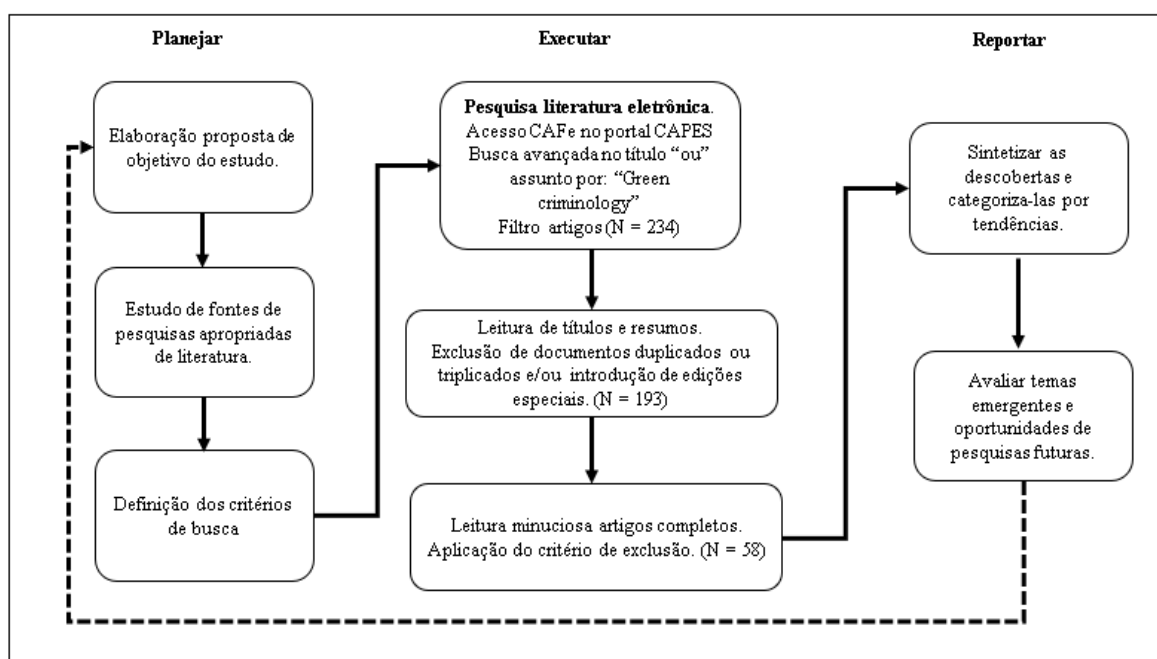 Planejar
Elaboração proposta de
objetivo do estudo.
Estudo de fontes de
pesquisas apropriadas
de literatura.
Definição dos critérios
de busca
Executar
Pesquisa literatura eletrônica.
Acesso CAFe no portal CAPES
Busca avançada no título “ou”
assunto por: “Green
criminology”
Filtro artigos (N = 234)
Leitura de títulos e resumos.
Exclusão de documentos duplicados ou
triplicados e/ou introdução de edições
especiais. (N = 193)
Leitura minuciosa artigos completos.
Aplicação do critério de exclusão. (N = 58)
Reportar
Sintetizar as
descobertas e
categoriza-las por
tendências.
Avaliar temas
emergentes e
oportunidades de
pesquisas futuras.